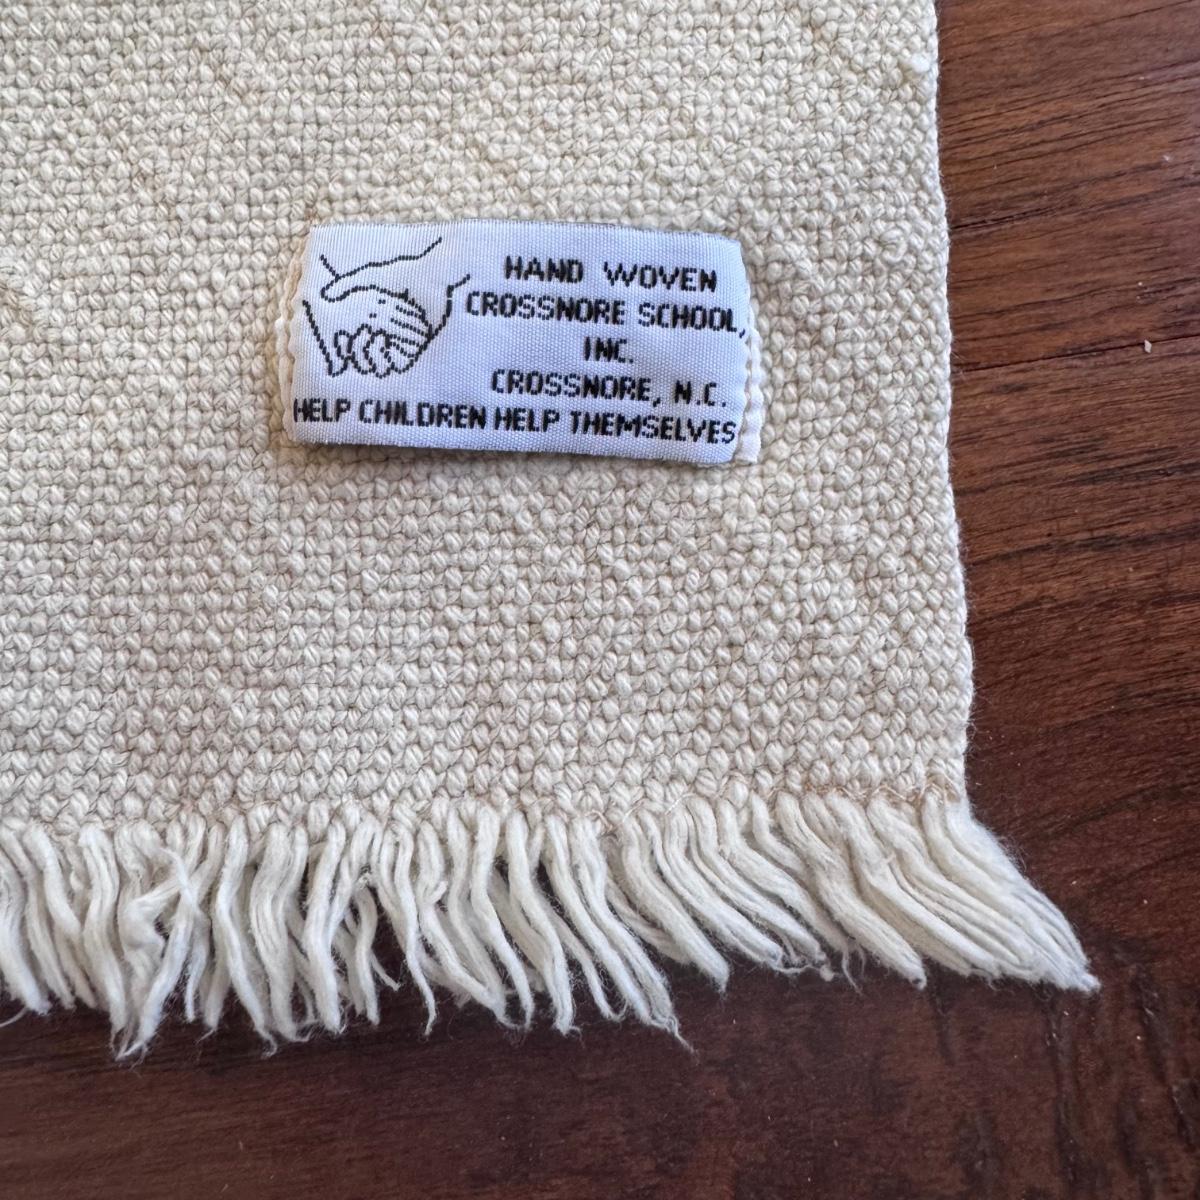 HAND WOVEN
CROSSNORE SCHOOL,
INC.
CROSSNORE, N.C.
HELP CHILDREN HELP THEMSELVES